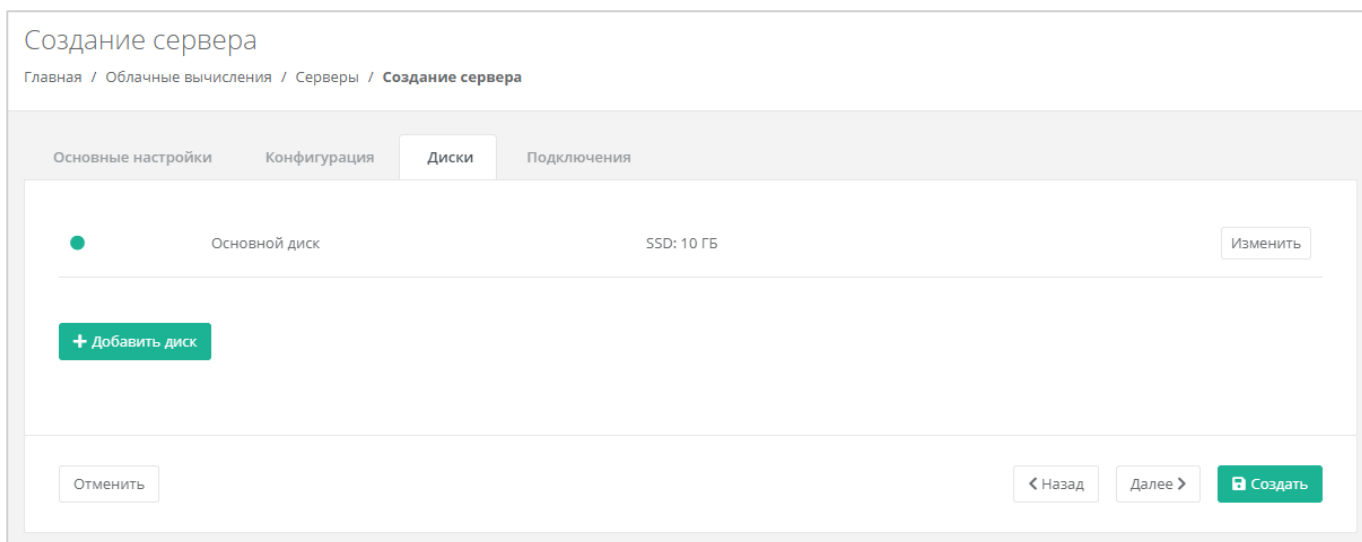 Создание сервера
Главная / Облачные вычисления / Серверы / Создание сервера
Основные настройки Конфигурация Диски Подключения
Основной диск SSD: 10 ГБ Изменить
Добавить диск
Отменить Назад Далее Создать